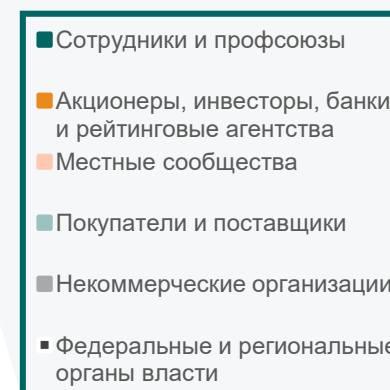 Сотрудники и профсоюзы
Акционеры, инвесторы, банки
и рейтинговые агентства
Местные сообщества
Покупатели и поставщики
Некоммерческие организации
Федеральные и региональные
органы власти